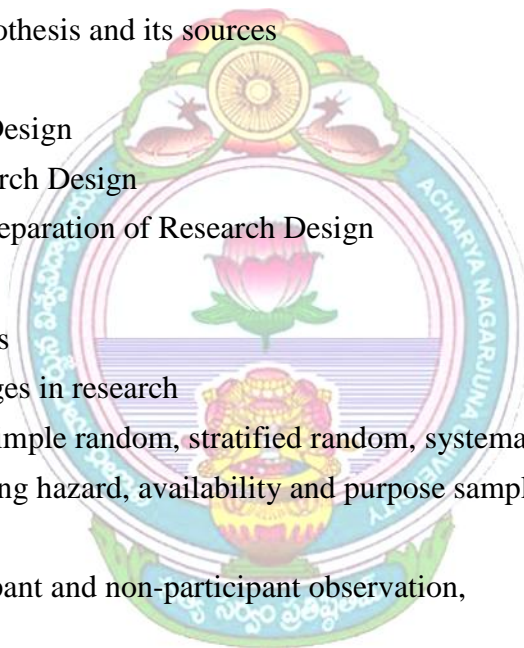 othesis and its sources
Design
rch Design
eparation of Research Design
s
ges in research
imple random, stratified random, systema
ng hazard, availability and purpose sampl
pant and non-participant observation,
ACHARYA NAGARJUNA